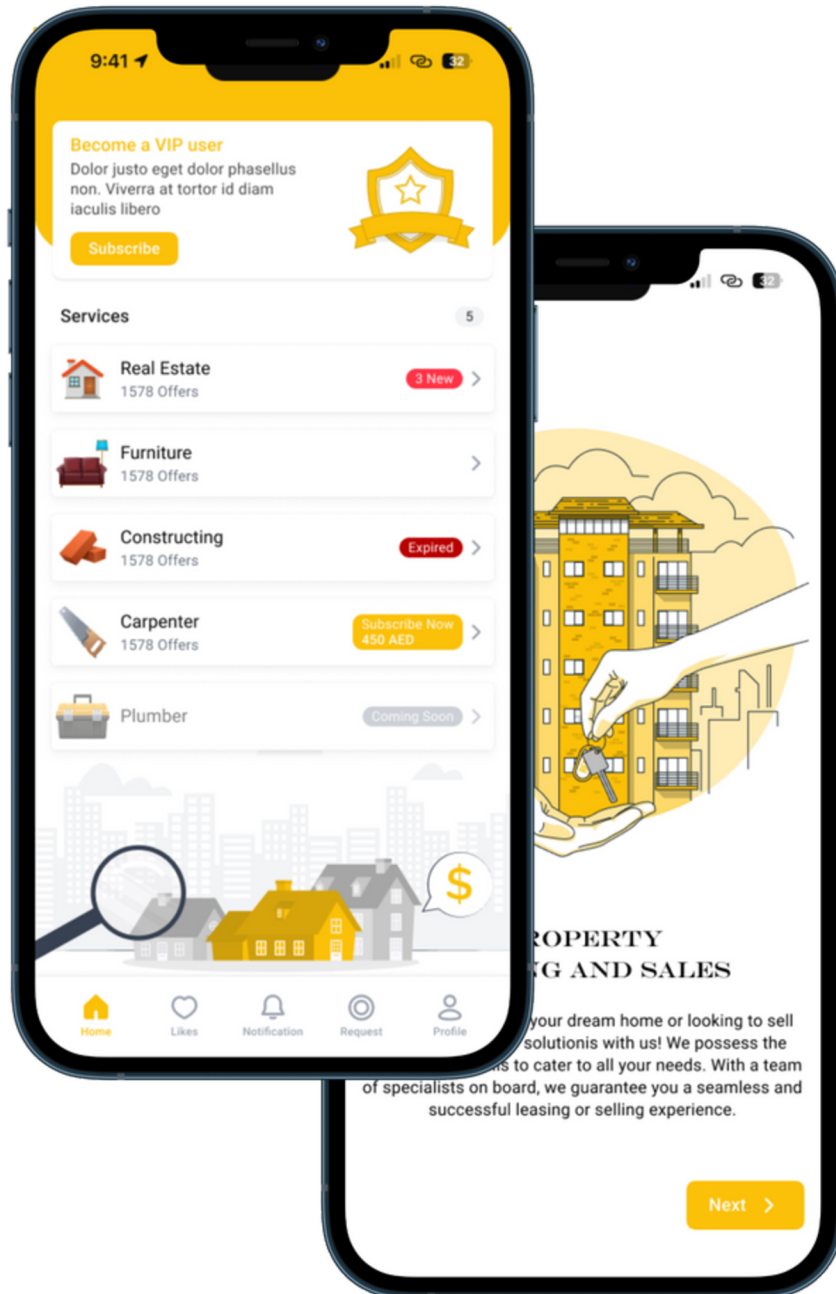 9:41
32
Become a VIP user
Dolor justo eget dolor phasellus
non. Viverra at tortor id diam
iaculis libero
Subscribe
Services
5
Real Estate
1578 Offers
3 New
Furniture
1578 Offers
Constructing
1578 Offers
Expired
Carpenter
1578 Offers
Subscribe Now
450 AED
Plumber
Coming Soon
$
Home
Likes
Notification
Request
Profile
32
ROPERTY
NG AND SALES
your dream home or looking to sell
solutionis with us! We possess the
to cater to all your needs. With a team
of specialists on board, we guarantee you a seamless and
successful leasing or selling experience.
Next